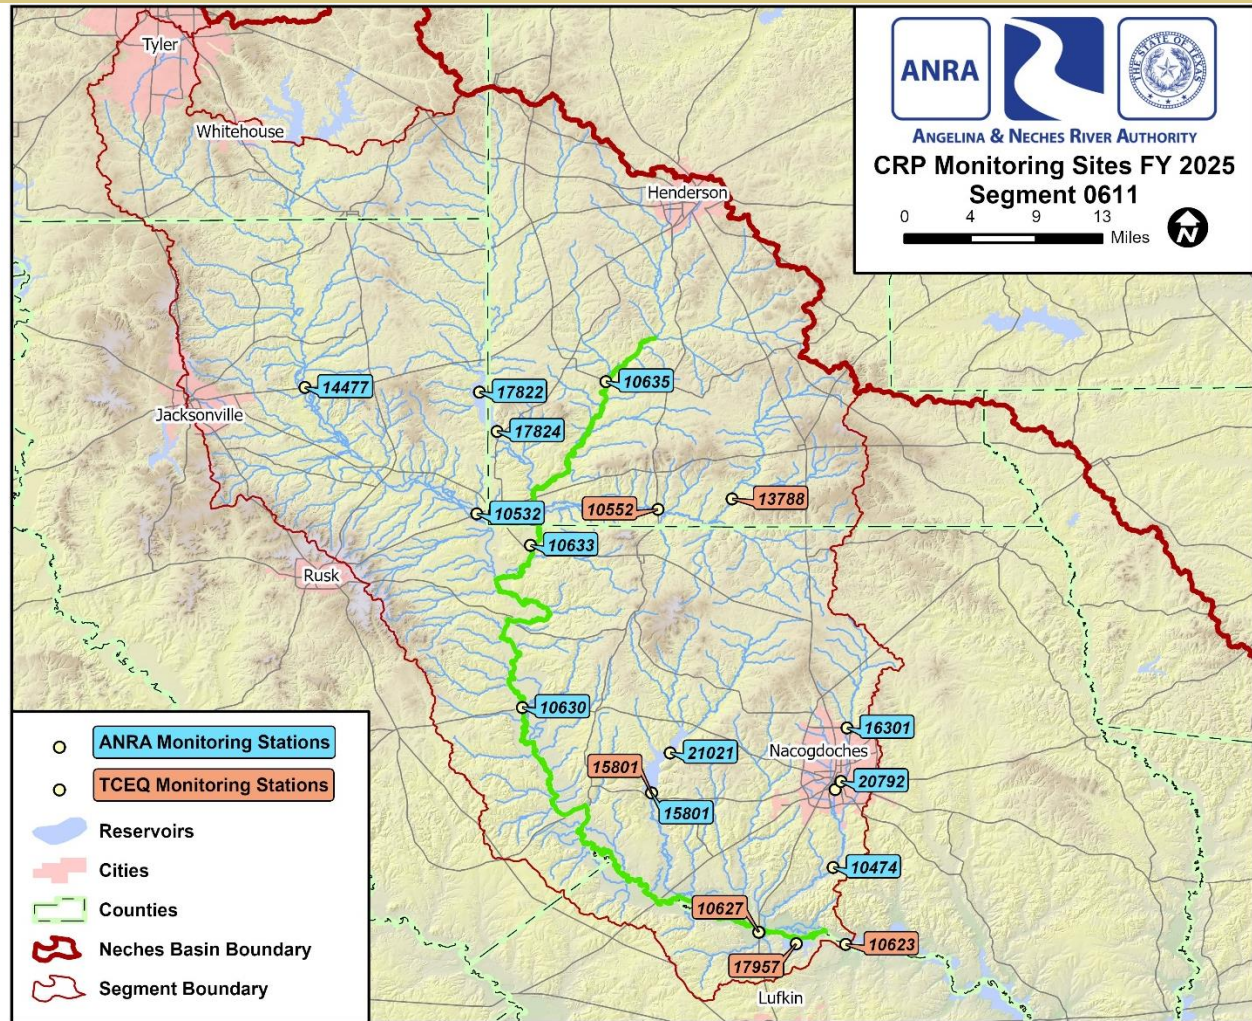 Tyler
Whitehouse
Henderson
ANRA
THE STATE OF TEXAS
ANGELINA & NECHES RIVER AUTHORITY
CRP Monitoring Sites FY 2025
Segment 0611
0 4 9 13
Miles
N
14477
17822
10635
Jacksonville
17824
10532
10552
13788
10633
Rusk
10630
16301
21021
Nacogdoches
15801
20792
15801
10474
10627
10623
17957
Lufkin
ANRA Monitoring Stations
TCEQ Monitoring Stations
Reservoirs
Cities
Counties
Neches Basin Boundary
Segment Boundary